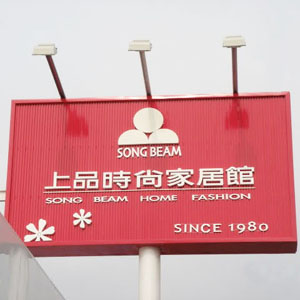 SONG BEAM
上品時尚家居館
SONG BEAM HOME FASHION
SINCE 1980